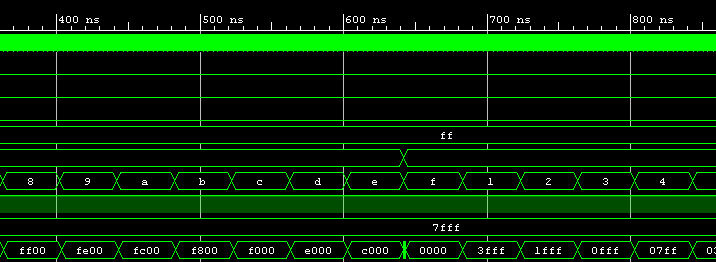 400 ns 500 ns 600 ns 700 ns 800 ns
ff
8 9 a b c d e f 1 2 3 4
7fff
ff00 fe00 fc00 f800 f000 e000 c000 0000 3fff 1fff 0fff 07ff